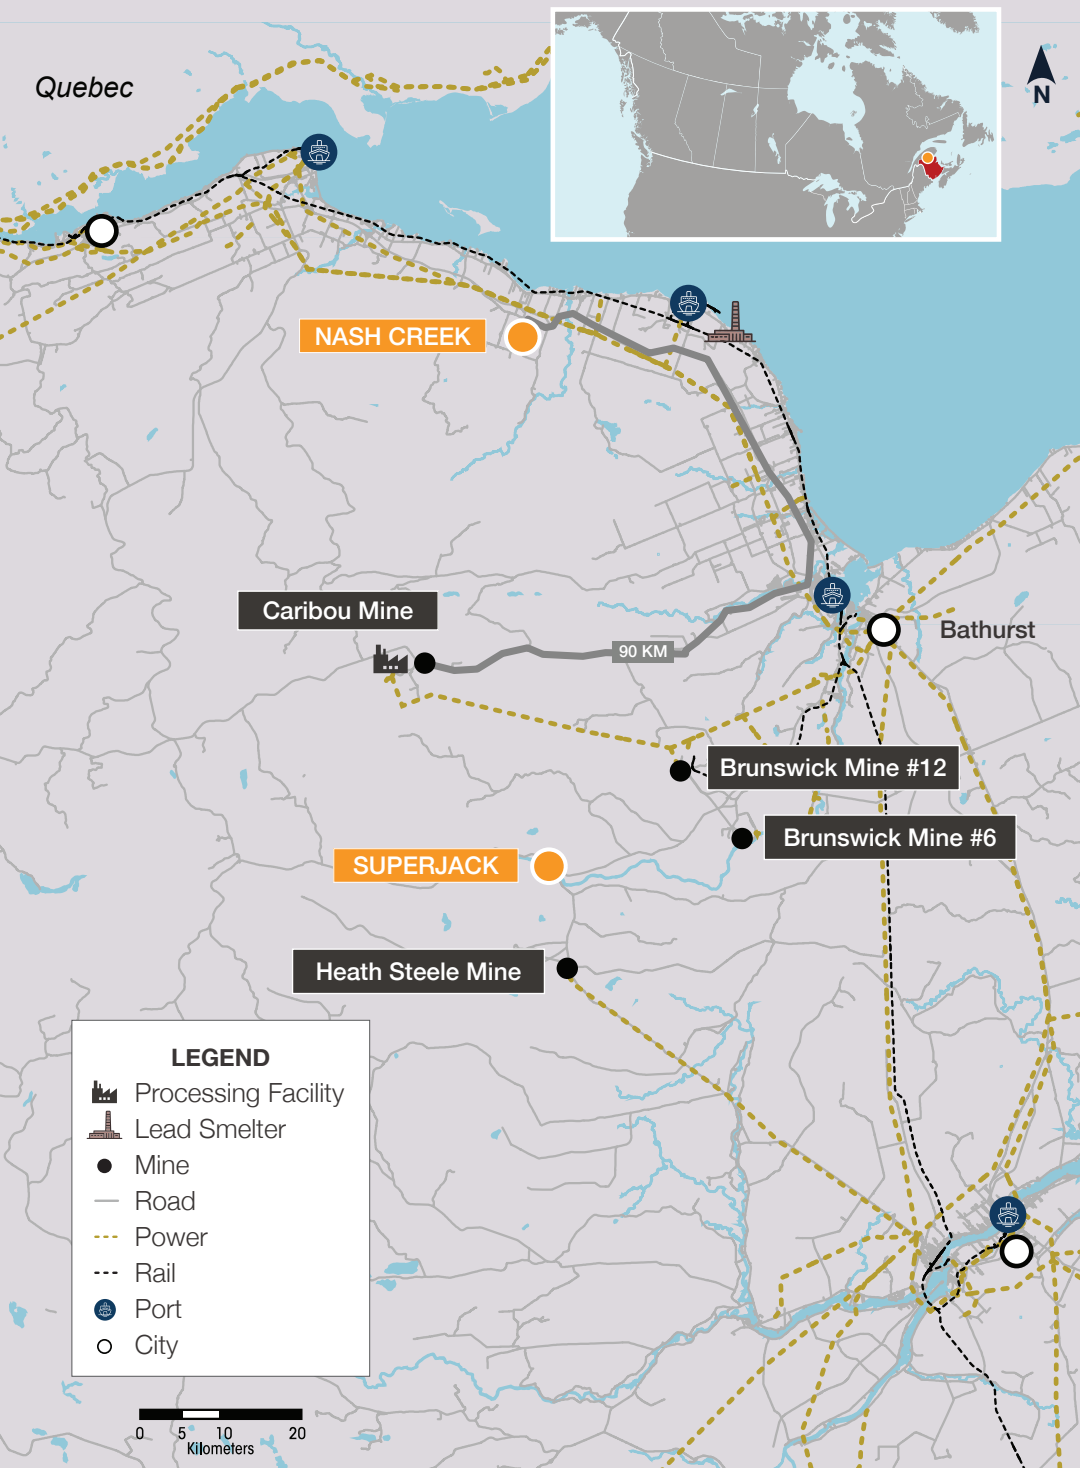 Quebec
N
NASH CREEK
Caribou Mine
90 KM
Bathurst
Brunswick Mine #12
Brunswick Mine #6
SUPERJACK
Heath Steele Mine
LEGEND
Processing Facility
Lead Smelter
Mine
Road
Power
Rail
Port
City
0 5 10 20
Kilometers